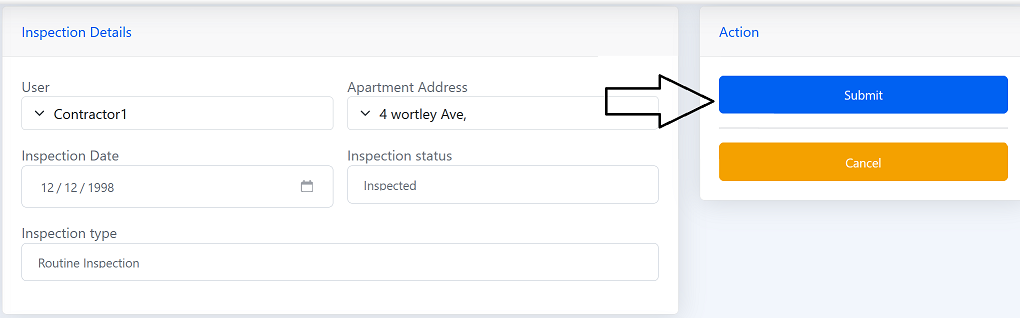 Inspection Details
User
Contractor1
Apartment Address
4 wortley Ave,
Inspection Date
12 / 12 / 1998
Inspection status
Inspected
Inspection type
Routine Inspection
Action
Submit
Cancel